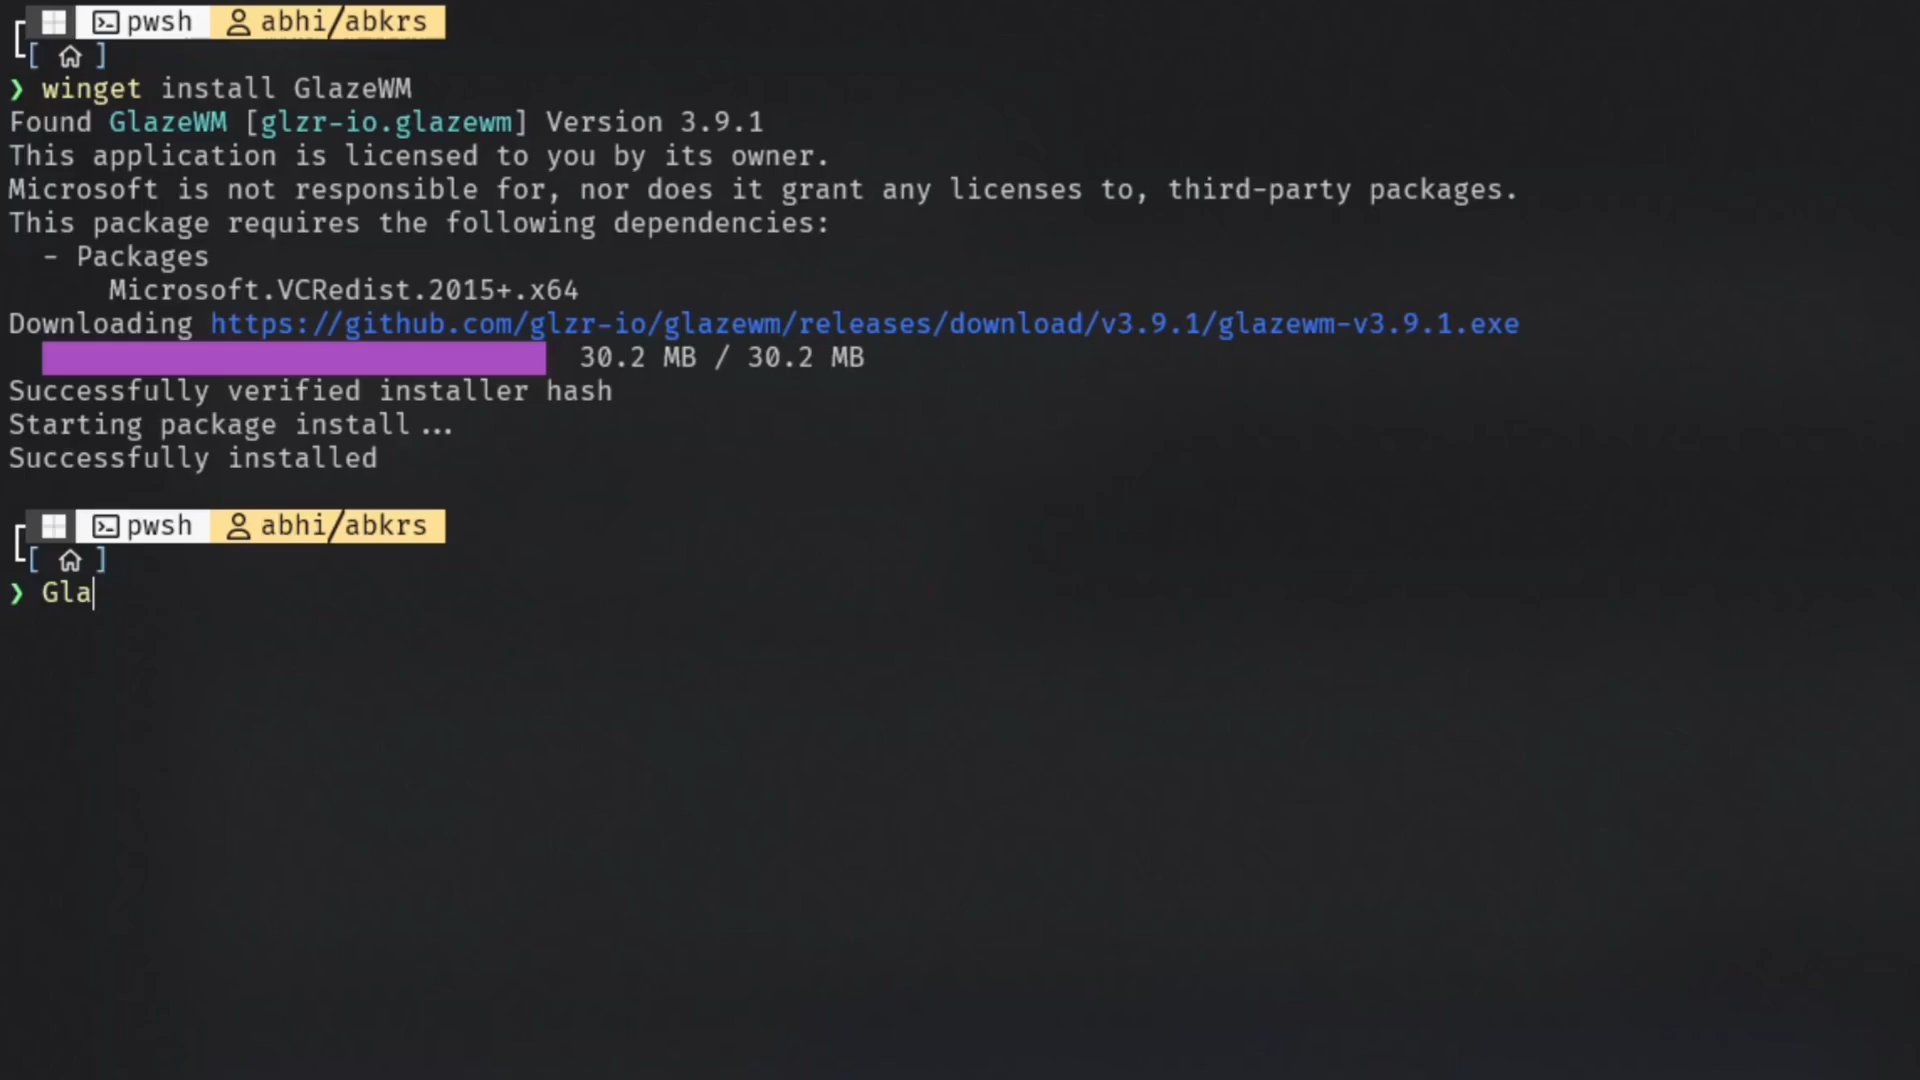 pwsh abhi/abkrs
[ ]
❯ winget install GlazeWM
Found GlazeWM [glzr-io.glazewm] Version 3.9.1
This application is licensed to you by its owner.
Microsoft is not responsible for, nor does it grant any licenses to, third-party packages.
This package requires the following dependencies:
- Packages
Microsoft.VCRedist.2015+.x64
Downloading https://github.com/glzr-io/glazewm/releases/download/v3.9.1/glazewm-v3.9.1.exe
30.2 MB / 30.2 MB
Successfully verified installer hash
Starting package install...
Successfully installed
pwsh abhi/abkrs
[ ]
❯ Gla